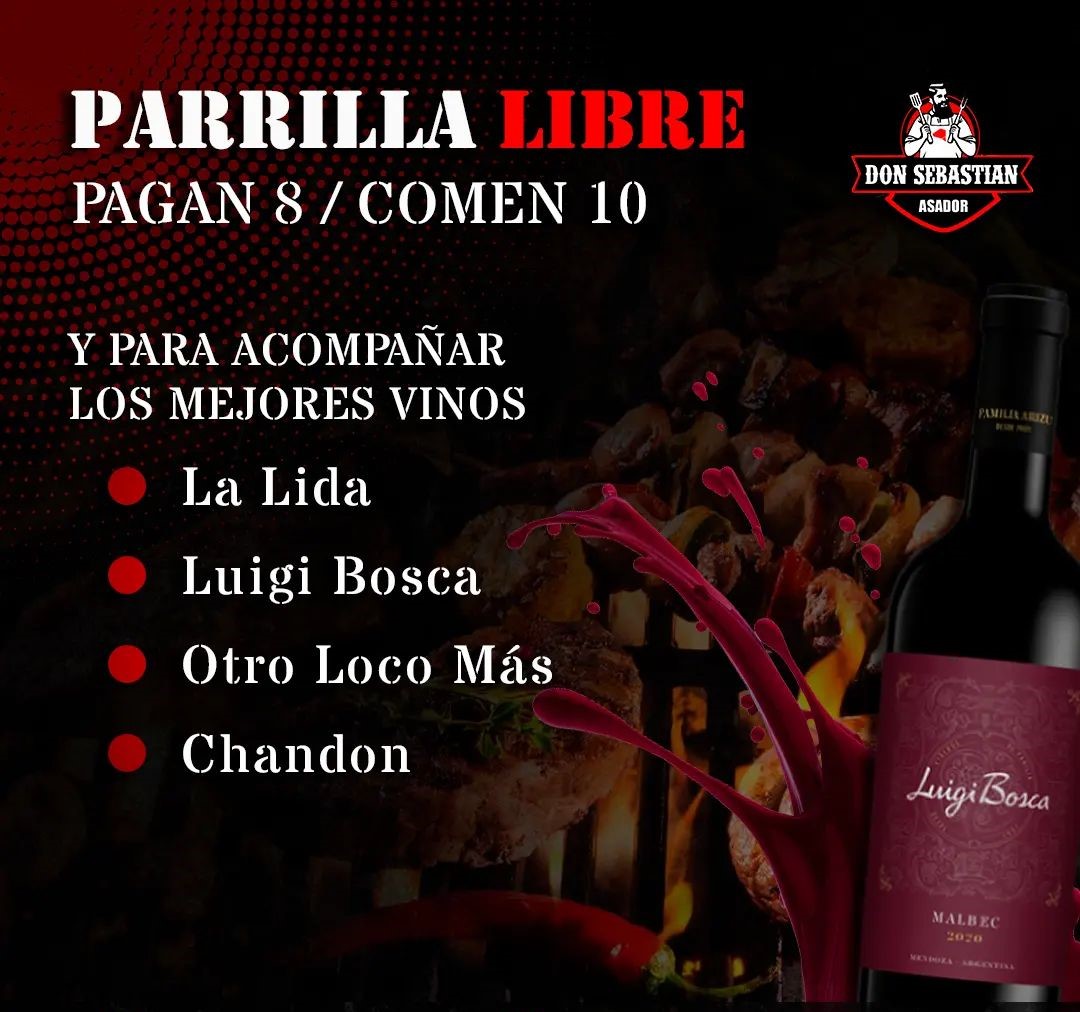 PARRILLA LIBRE
PAGAN 8 / COMEN 10
DON SEBASTIAN
ASADOR
Y PARA ACOMPAÑAR
LOS MEJORES VINOS
La Lida
Luigi Bosca
Otro Loco Más
Chandon
FAMILIA ARIZU
Luigi Bosca
MALBEC
2020
MENDOZA - ARGENTINA